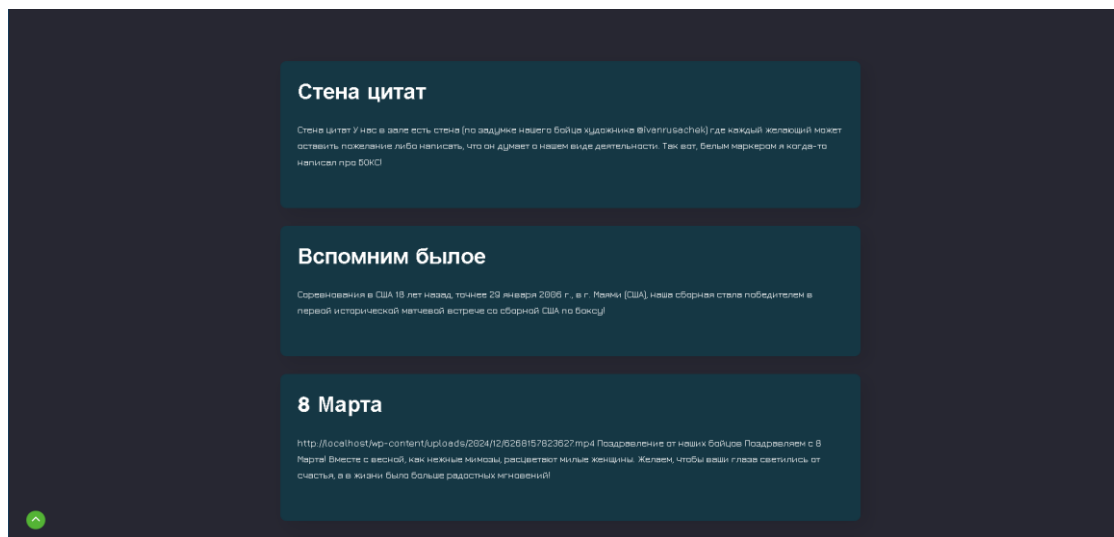 Стена цитат
Стена цитат У нас в зале есть стена (по задумке нашего бойца художника @ivanrusachek) где каждый желающий может
оставить пожелание либо написать, что он думает о нашем виде деятельности. Так вот, белым маркером я когда-то
написал про БОКС!
Вспомним былое
Соревнования в США 18 лет назад, точнее 29 января 2006 г., в г. Маями (США), наша сборная стала победителем в
первой исторической матчевой встрече со сборной США по боксу!
8 Марта
http://localhost/wp-content/uploads/2024/12/6268157823627.mp4 Поздравление от наших бойцов Поздравляем с 8
Марта! Вместе с весной, как нежные мимозы, расцветают милые женщины. Желаем, чтобы ваши глаза светились от
счастья, а в жизни было больше радостных мгновений!